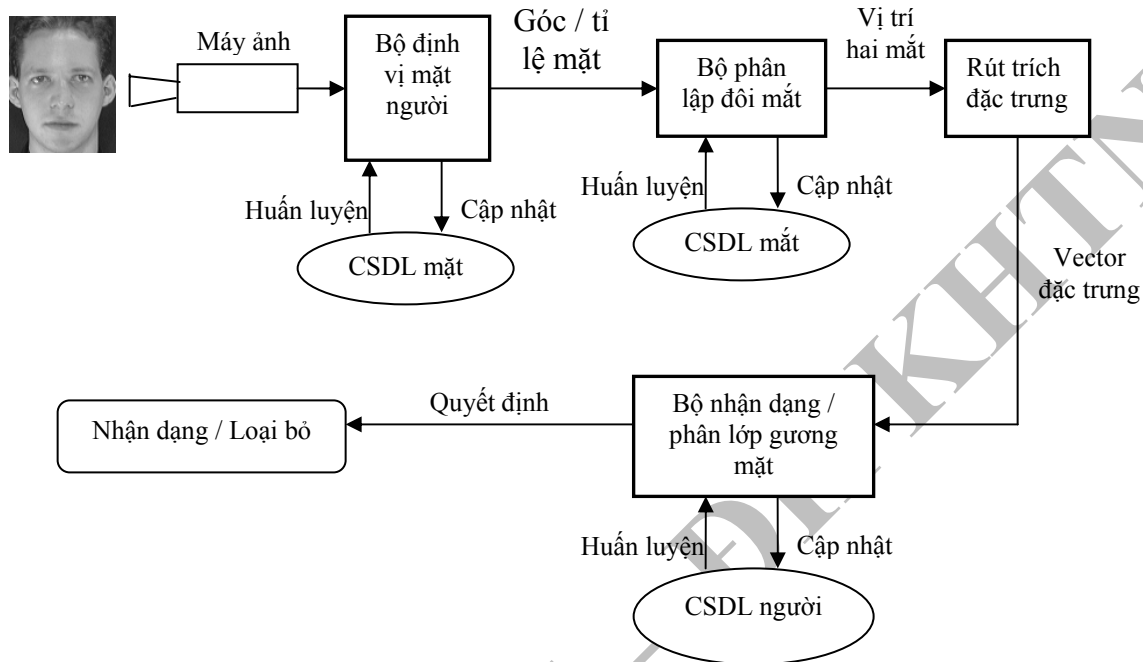 Máy ảnh
Bộ định
vị mặt
người
Góc / tỉ
lệ mặt
Bộ phân
lập đôi mắt
Vị trí
hai mắt
Rút trích
đặc trưng
Huấn luyện
Cập nhật
CSDL mặt
Huấn luyện
Cập nhật
CSDL mắt
Vector
đặc trưng
Bộ nhận dạng /
phân lớp gương
mặt
Quyết định
Nhận dạng / Loại bỏ
Huấn luyện
Cập nhật
CSDL người
ĐH KHTN